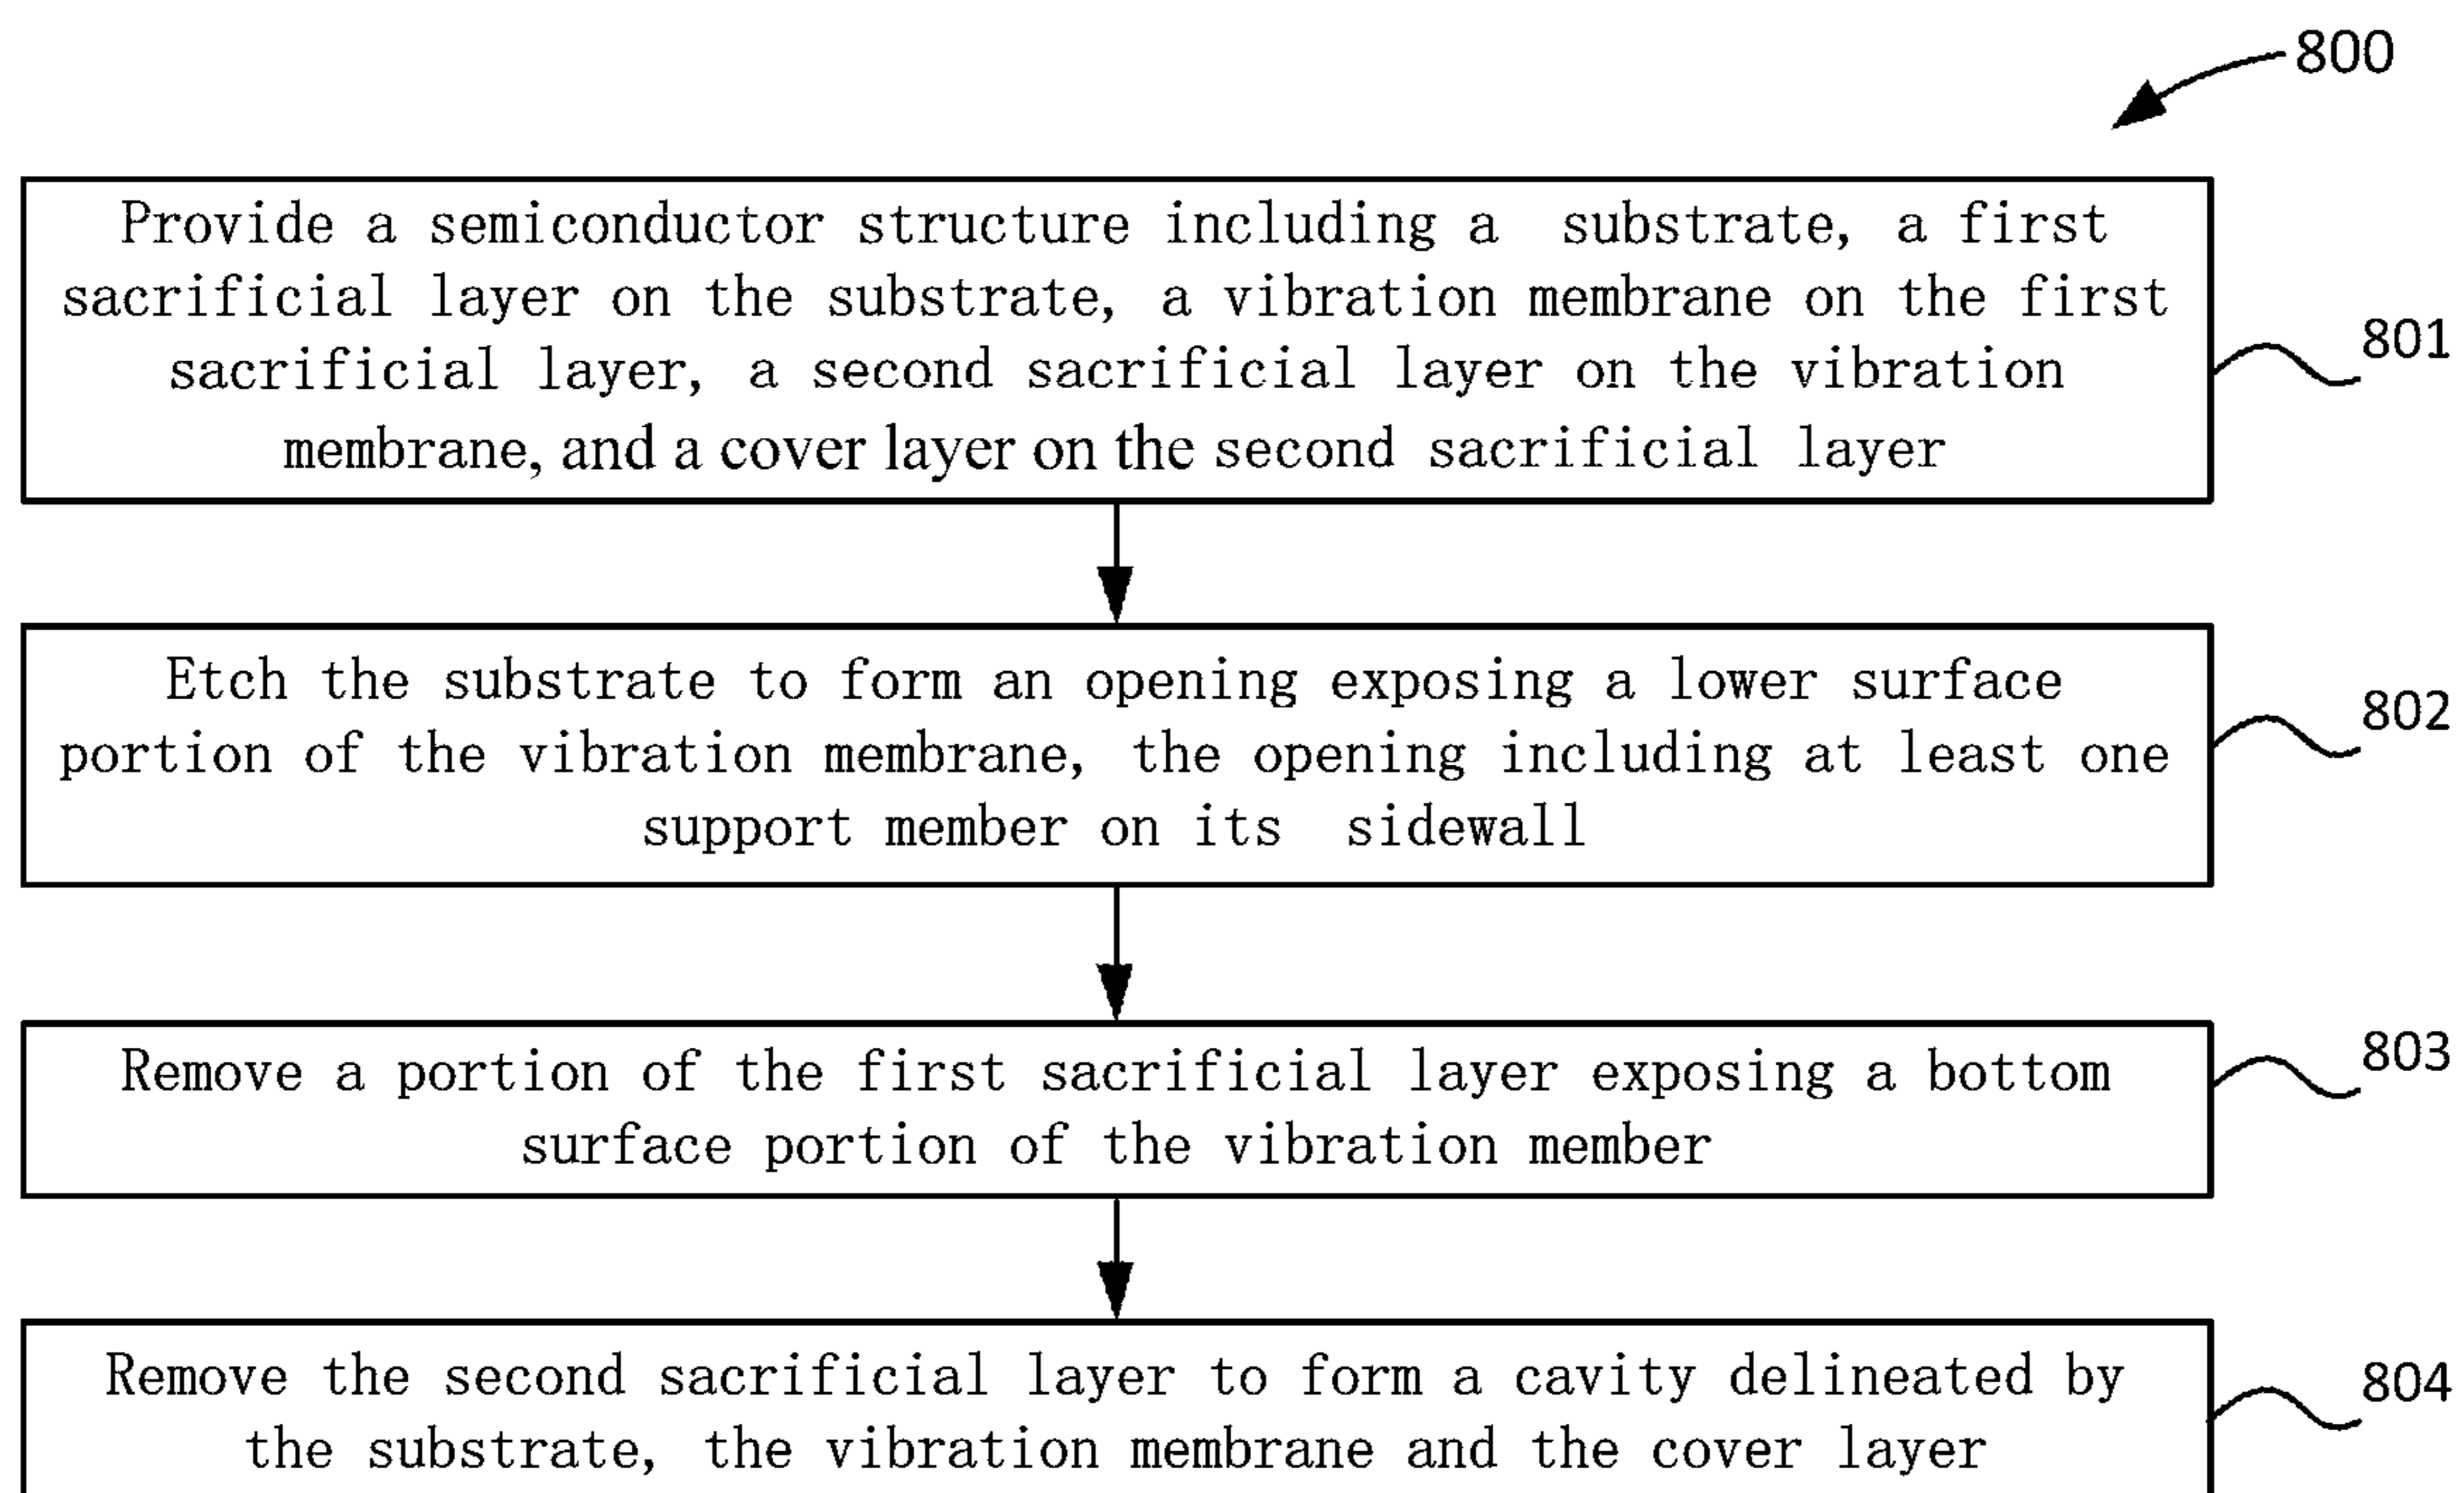 800
Provide a semiconductor structure including a substrate, a first
sacrificial layer on the substrate, a vibration membrane on the first
sacrificial layer, a second sacrificial layer on the vibration
membrane, and a cover layer on the second sacrificial layer
801
Etch the substrate to form an opening exposing a lower surface
portion of the vibration membrane, the opening including at least one
support member on its sidewall
802
Remove a portion of the first sacrificial layer exposing a bottom
surface portion of the vibration member
803
Remove the second sacrificial layer to form a cavity delineated by
the substrate, the vibration membrane and the cover layer
804